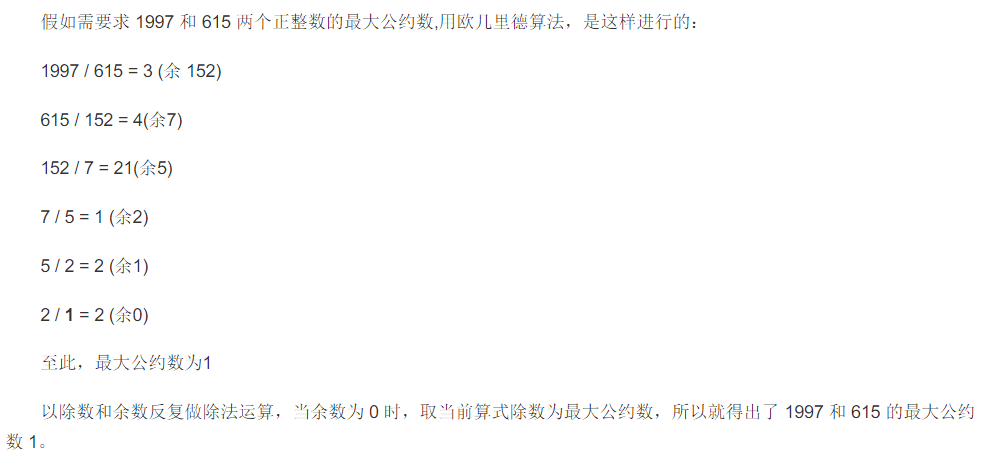 假如需要求 1997 和 615 两个正整数的最大公约数,用欧几里德算法，是这样进行的：
1997 / 615 = 3 (余 152)
615 / 152 = 4(余7)
152 / 7 = 21(余5)
7 / 5 = 1 (余2)
5 / 2 = 2 (余1)
2 / 1 = 2 (余0)
至此，最大公约数为1
以除数和余数反复做除法运算，当余数为 0 时，取当前算式除数为最大公约数，所以就得出了 1997 和 615 的最大公约
数 1。